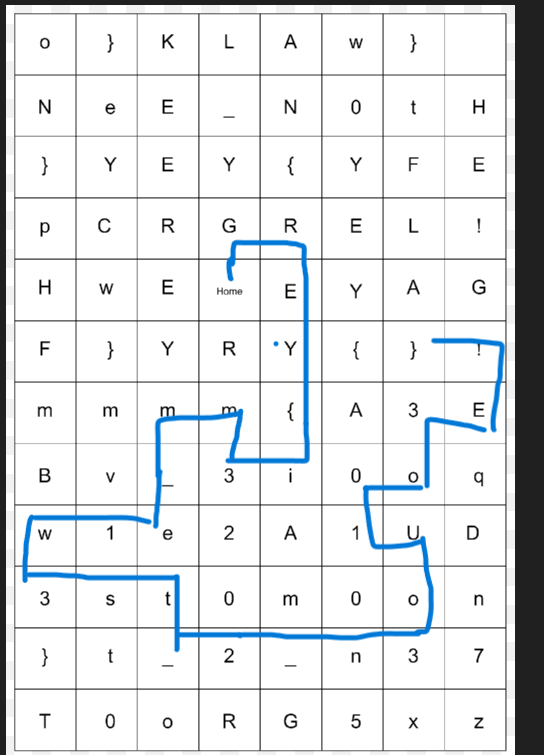 o } K L A w }
N e E _ N 0 t H
} Y E Y { Y F E
p C R G R E L !
H w E Home E Y A G
F } Y R Y { } !
m m m m { A 3 E
B v _ 3 i 0 o q
w 1 e 2 A 1 U D
3 s t 0 m 0 o n
} t _ 2 _ n 3 7
T 0 o R G 5 x z